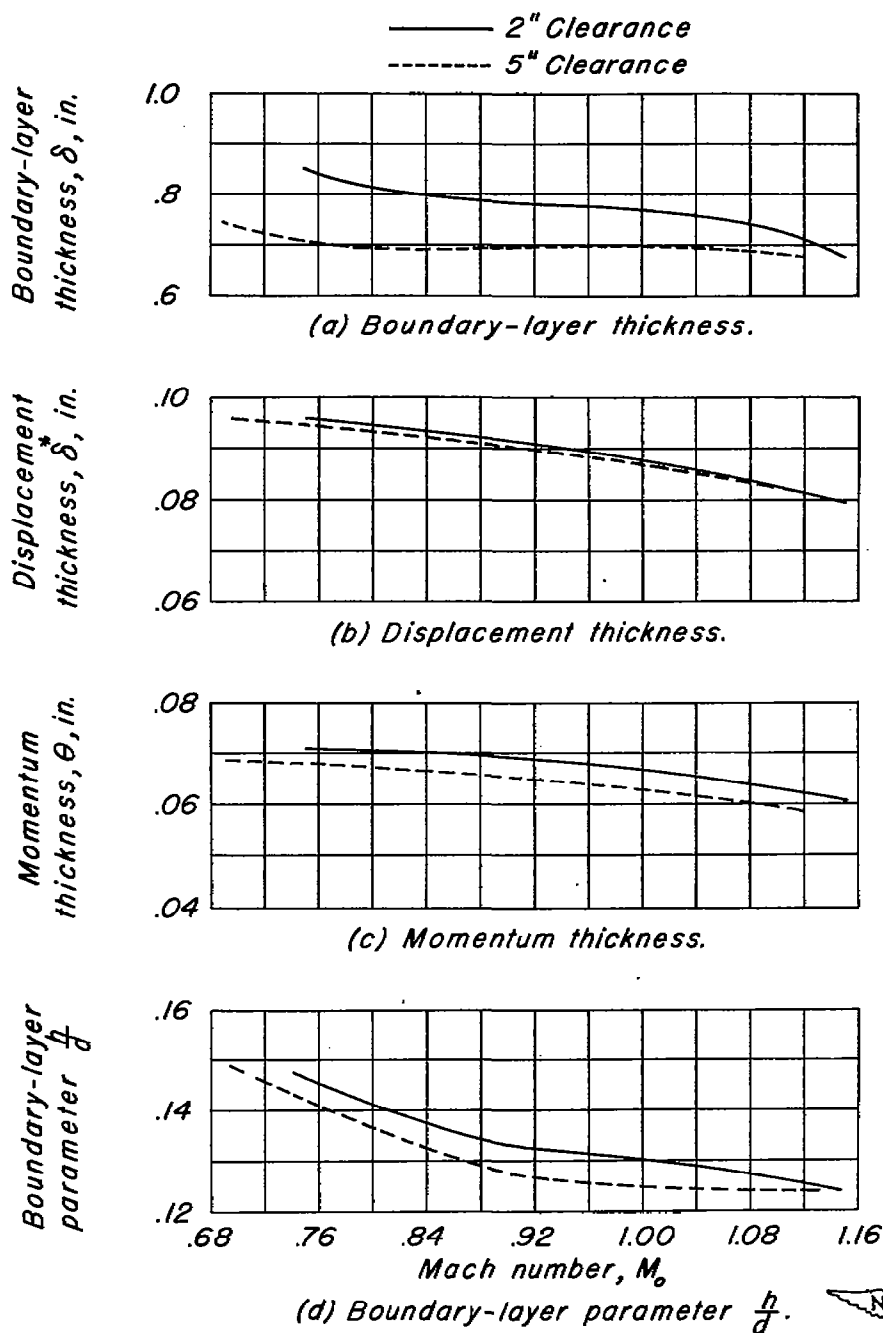 2" Clearance
5" Clearance
Boundary-layer
thickness, δ, in.
1.0
.8
.6
(a) Boundary-layer thickness.
Displacement
thickness, δ*, in.
.10
.08
.06
(b) Displacement thickness.
Momentum
thickness, θ, in.
.08
.06
.04
(c) Momentum thickness.
Boundary-layer
parameter h/d
.16
.14
.12
.68 .76 .84 .92 1.00 1.08 1.16
Mach number, M₀
(d) Boundary-layer parameter h/d.
N